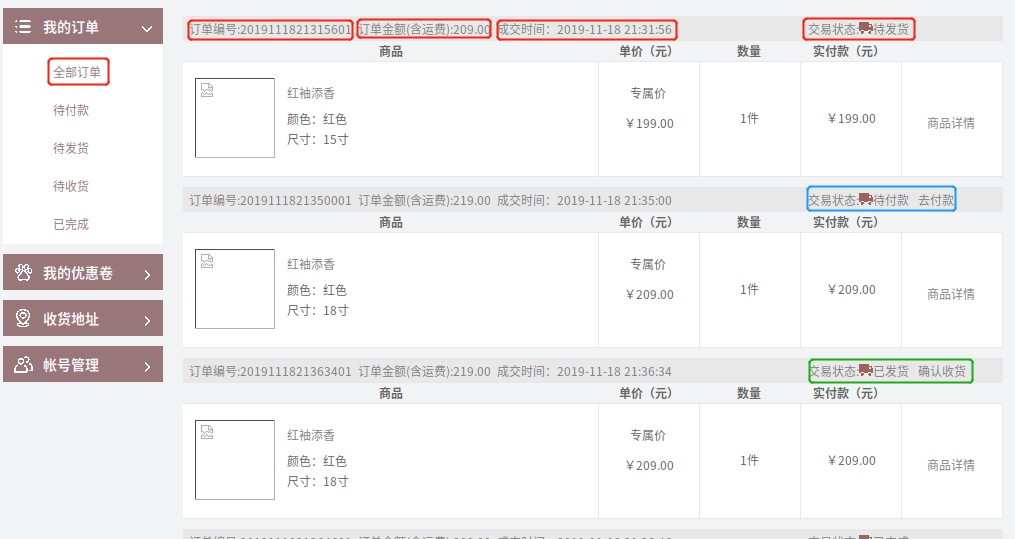 我的订单
全部订单
待付款
待发货
待收货
已完成
我的优惠卷
收货地址
帐号管理
订单编号:2019111821315601 订单金额(含运费):209.00 成交时间：2019-11-18 21:31:56 交易状态:待发货
商品 单价（元） 数量 实付款（元）
红袖添香
颜色：红色
尺寸：15寸
专属价
￥199.00
1件
￥199.00
商品详情
订单编号:2019111821350001 订单金额(含运费):219.00 成交时间：2019-11-18 21:35:00 交易状态:待付款 去付款
商品 单价（元） 数量 实付款（元）
红袖添香
颜色：红色
尺寸：18寸
专属价
￥209.00
1件
￥209.00
商品详情
订单编号:2019111821363401 订单金额(含运费):219.00 成交时间：2019-11-18 21:36:34 交易状态:已发货 确认收货
商品 单价（元） 数量 实付款（元）
红袖添香
颜色：红色
尺寸：18寸
专属价
￥209.00
1件
￥209.00
商品详情